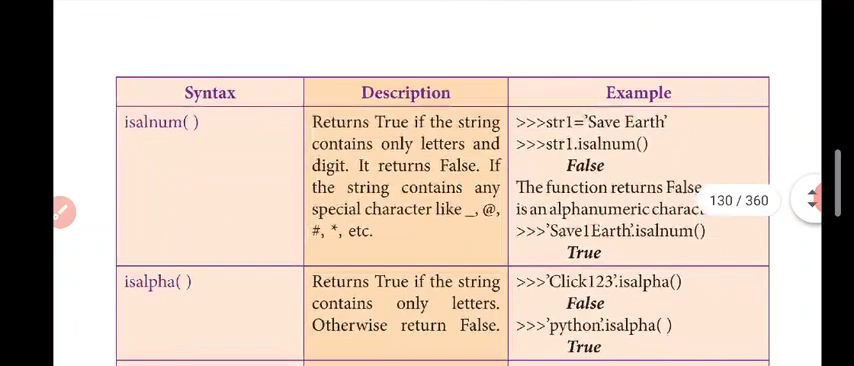 Syntax Description Example
isalnum( )
Returns True if the string
contains only letters and
digit. It returns False. If
the string contains any
special character like _, @,
#, *, etc.
>>>str1=’Save Earth’
>>>str1.isalnum()
False
The function returns False
is an alphanumeric
>>>’Save1Earth’.isalnum()
True
130 / 360
isalpha( )
Returns True if the string
contains only letters.
Otherwise return False.
>>>’Click123’.isalpha()
False
>>>’python’.isalpha( )
True